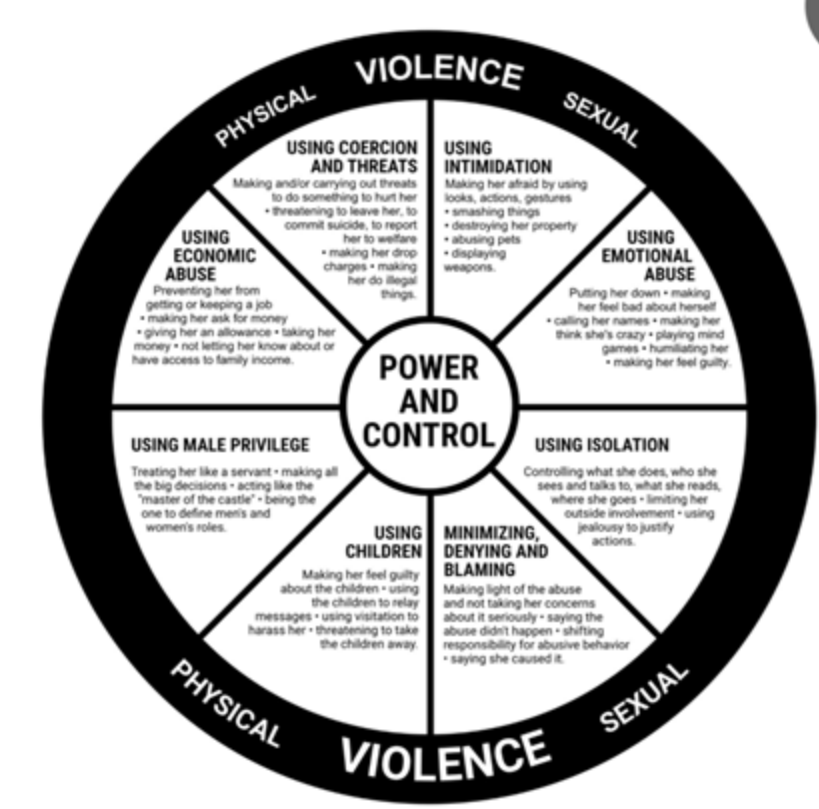 PHYSICAL
VIOLENCE
SEXUAL
USING COERCION
AND THREATS
Making and/or carrying out threats
to do something to hurt her
• threatening to leave her, to
commit suicide, to report
her to welfare
• making her drop
charges • making
her do illegal
things.
USING
INTIMIDATION
Making her afraid by using
looks, actions, gestures
• smashing things
• destroying her property
• abusing pets
• displaying
weapons.
USING
EMOTIONAL
ABUSE
Putting her down • making
her feel bad about herself
• calling her names • making her
think she's crazy • playing mind
games • humiliating her
• making her feel guilty.
USING ISOLATION
Controlling what she does, who she
sees and talks to, what she reads,
where she goes • limiting her
outside involvement • using
jealousy to justify
actions.
MINIMIZING,
DENYING AND
BLAMING
Making light of the abuse
and not taking her concerns
about it seriously • saying the
abuse didn't happen • shifting
responsibility for abusive behavior
• saying she caused it.
USING
CHILDREN
Making her feel guilty
about the children • using
the children to relay
messages • using visitation to
harass her • threatening to take
the children away.
USING MALE PRIVILEGE
Treating her like a servant • making all
the big decisions • acting like the
"master of the castle" • being the
one to define men's and
women's roles.
USING
ECONOMIC
ABUSE
Preventing her from
getting or keeping a job
• making her ask for money
• giving her an allowance • taking her
money • not letting her know about or
have access to family income.
POWER
AND
CONTROL
PHYSICAL
VIOLENCE
SEXUAL